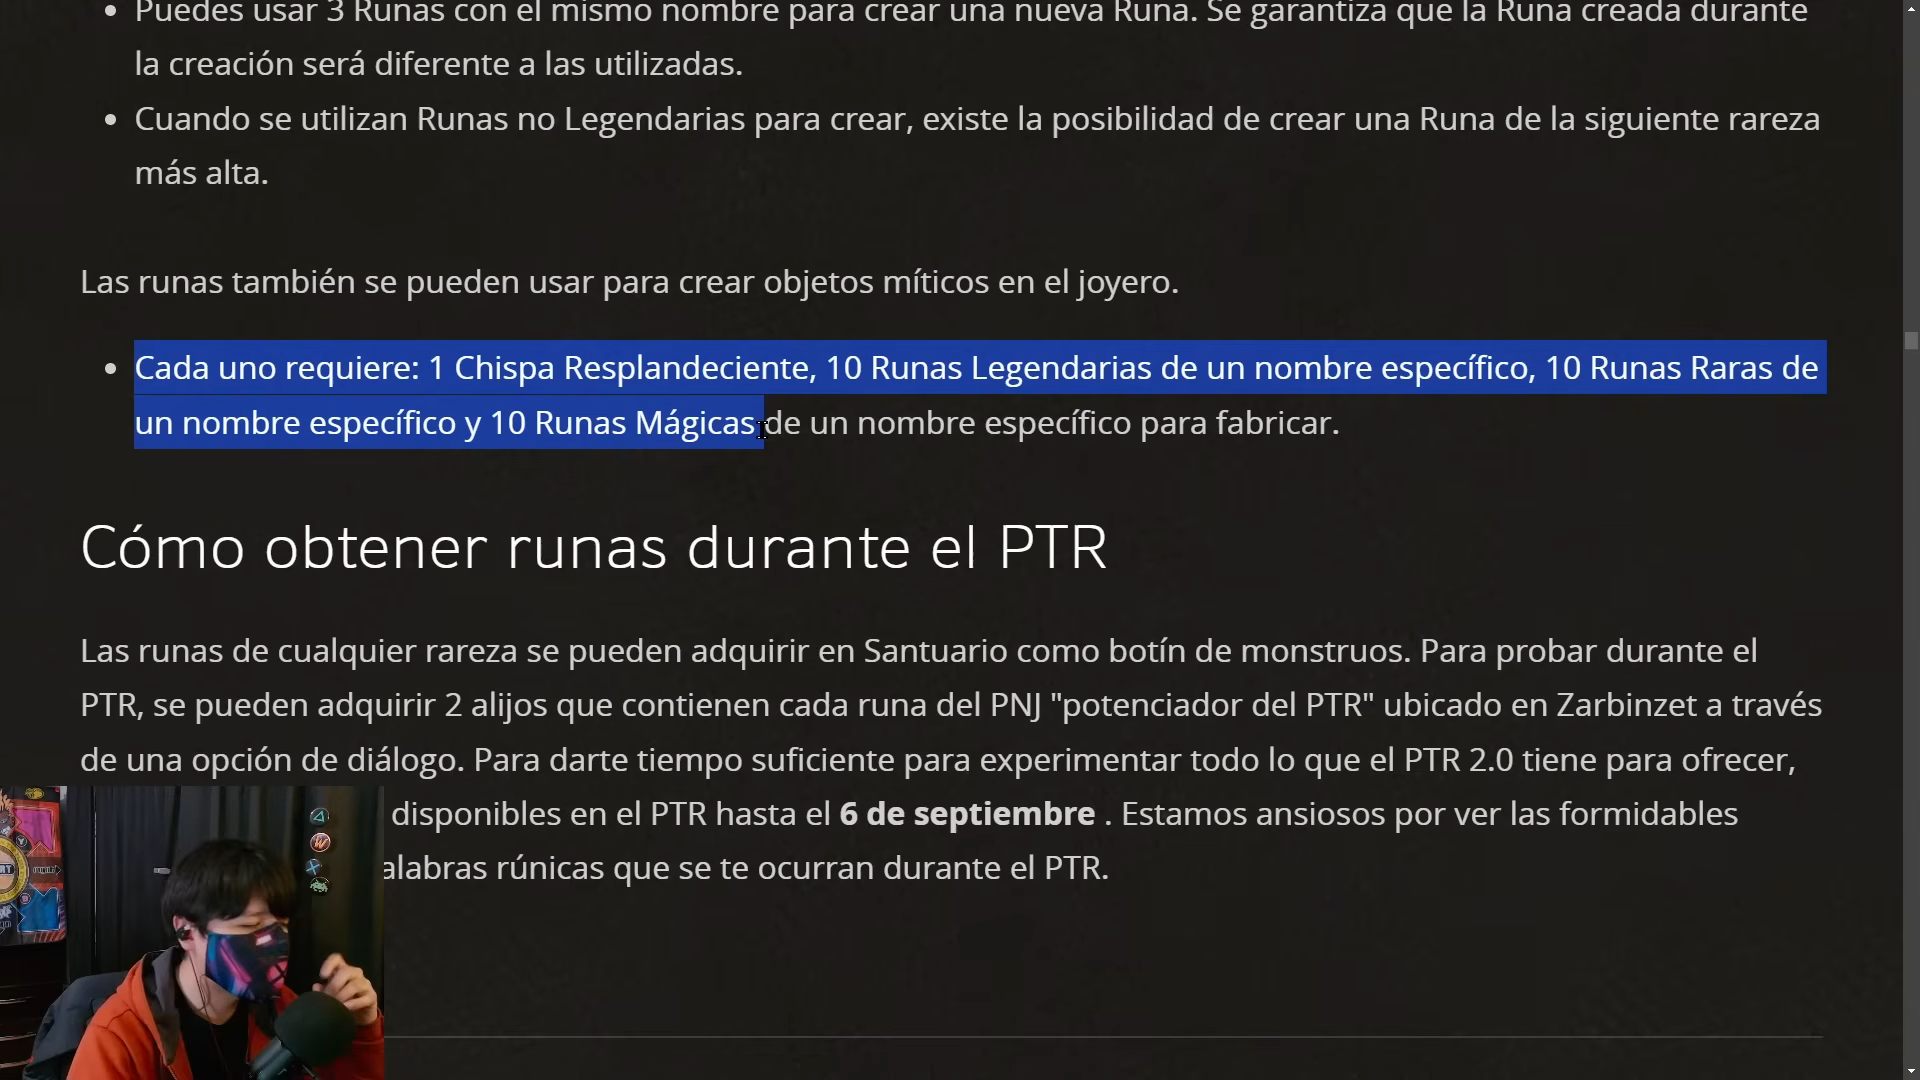 Puedes usar 3 Runas con el mismo nombre para crear una nueva Runa. Se garantiza que la Runa creada durante
la creación será diferente a las utilizadas.
Cuando se utilizan Runas no Legendarias para crear, existe la posibilidad de crear una Runa de la siguiente rareza
más alta.
Las runas también se pueden usar para crear objetos míticos en el joyero.
Cada uno requiere: 1 Chispa Resplandeciente, 10 Runas Legendarias de un nombre específico, 10 Runas Raras de
un nombre específico y 10 Runas Mágicas de un nombre específico para fabricar.
Cómo obtener runas durante el PTR
Las runas de cualquier rareza se pueden adquirir en Santuario como botín de monstruos. Para probar durante el
PTR, se pueden adquirir 2 alijos que contienen cada runa del PNJ "potenciador del PTR" ubicado en Zarbinzet a través
de una opción de diálogo. Para darte tiempo suficiente para experimentar todo lo que el PTR 2.0 tiene para ofrecer,
disponibles en el PTR hasta el 6 de septiembre . Estamos ansiosos por ver las formidables
alabras rúnicas que se te ocurran durante el PTR.